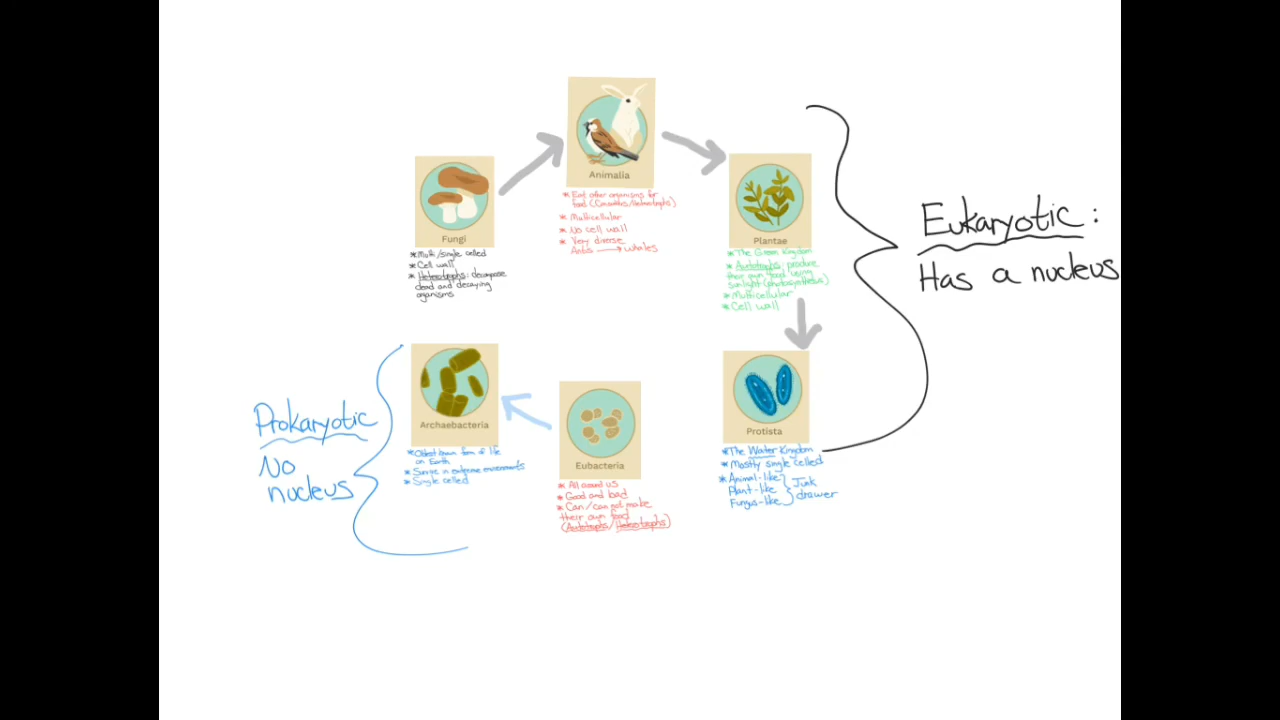 Animalia
* Eat other organisms for
food (Consumers/Heterotrophs)
* Multicellular
* No cell wall
* Very diverse
Ants → whales
Fungi
* Multi/single celled
* Cell wall
* Heterotrophs: decompose
dead and decaying
organisms
Plantae
* The Green Kingdom
* Autotrophs: produce
their own food using
sunlight (photosynthesis)
* Multicellular
* Cell wall
Eukaryotic:
Has a nucleus
Protista
* The Water Kingdom
* Mostly single celled
* Animal-like
Plant-like
Fungus-like
Junk
drawer
Prokaryotic
No
nucleus
Archaebacteria
* Oldest known form of life
on Earth
* Survive in extreme environments
* Single celled
Eubacteria
* All around us
* Good and bad
* Can/can not make
their own food
(Autotrophs/Heterotrophs)